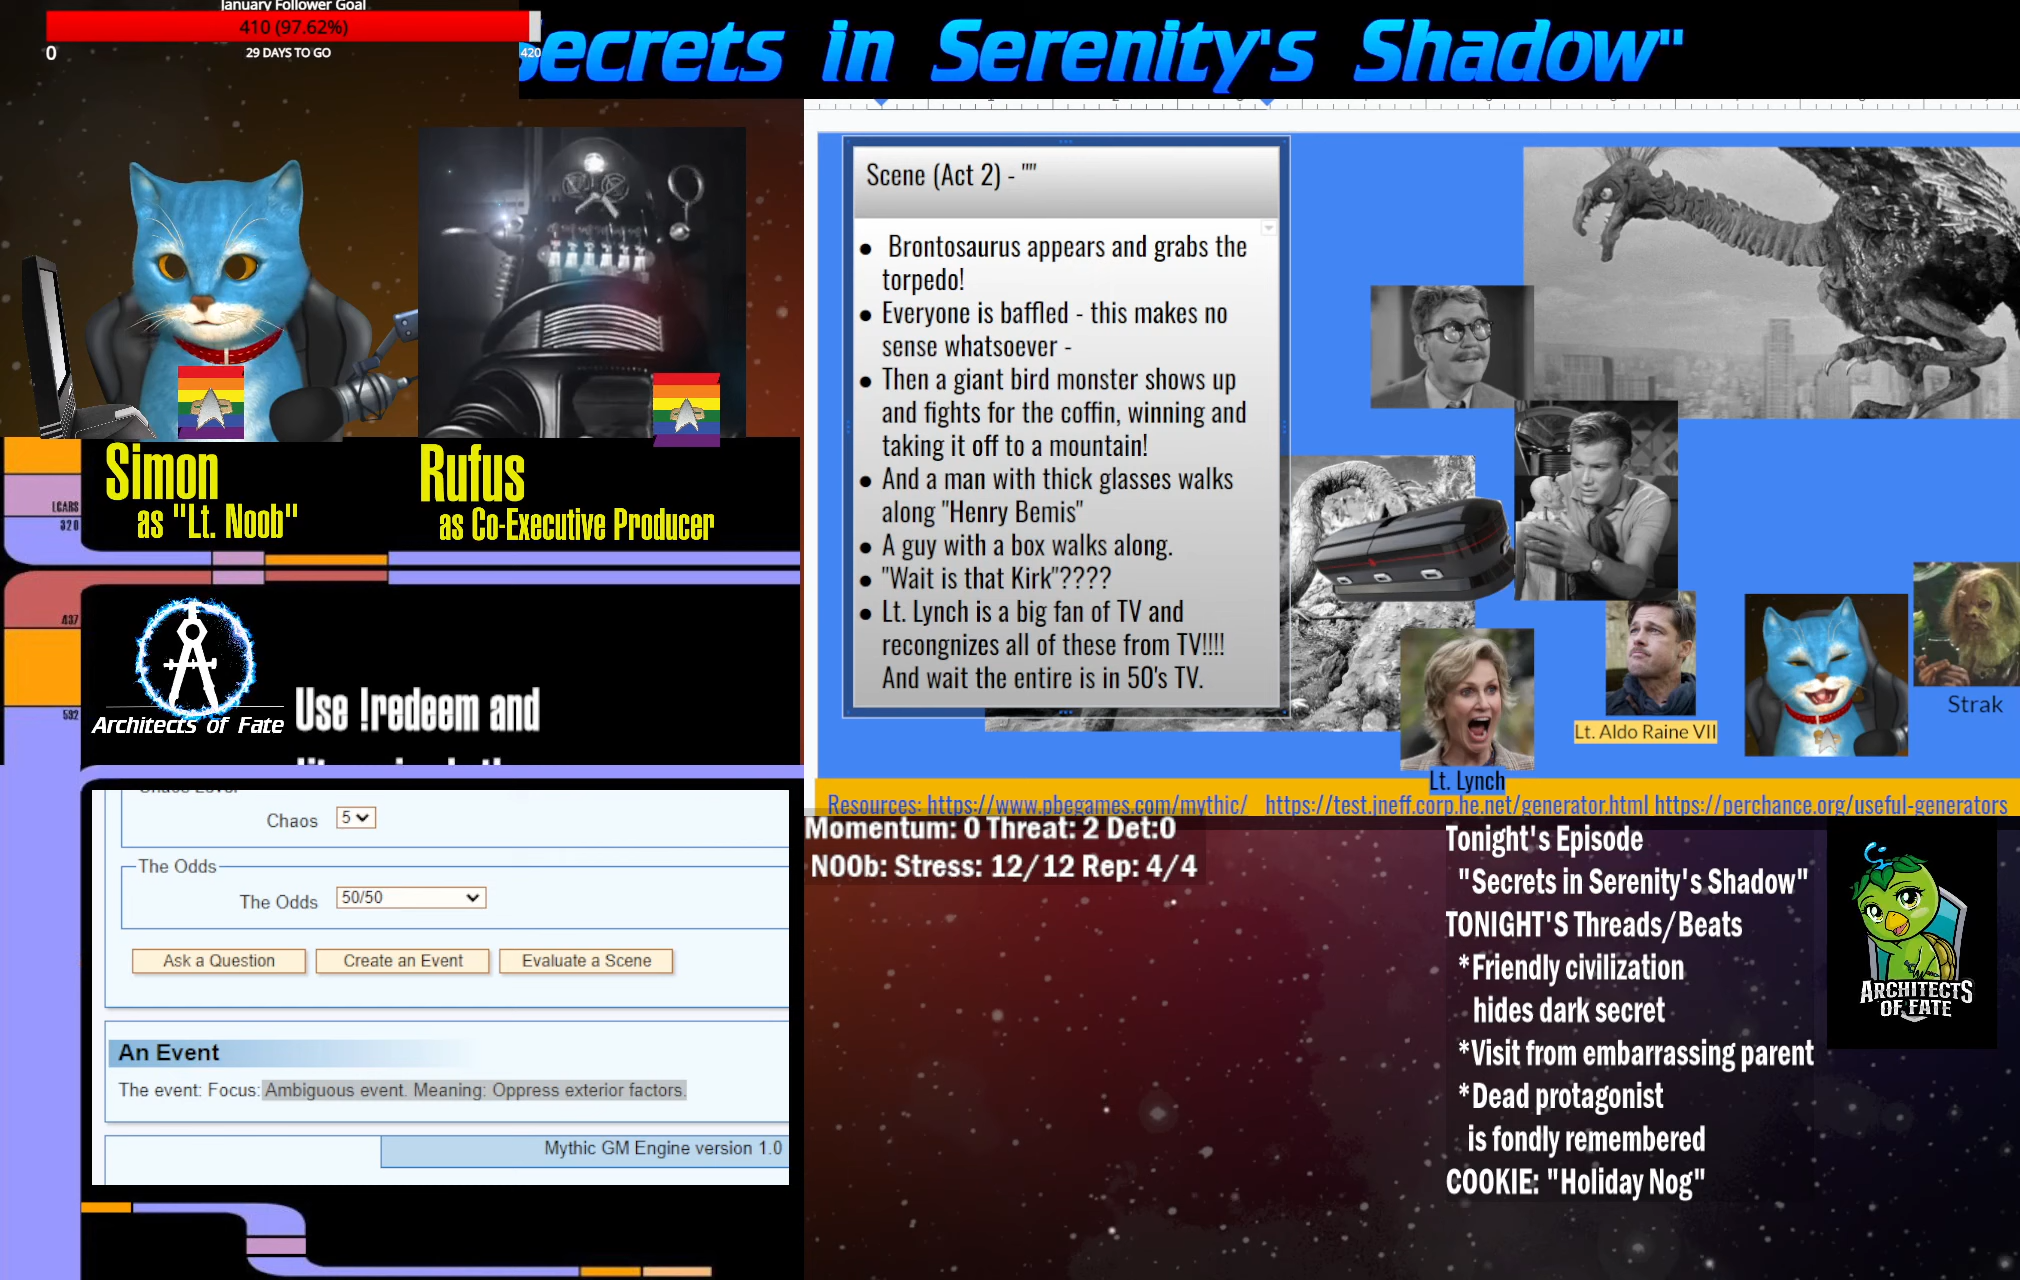 January Follower Goal
410 (97.62%)
0
29 DAYS TO GO
420
ecrets in Serenity's Shadow"
Simon
as "Lt. Noob"
Rufus
as Co-Executive Producer
LCARS
320
437
592
Architects of Fate
Use !redeem and
Scene (Act 2) - ""
● Brontosaurus appears and grabs the
torpedo!
● Everyone is baffled - this makes no
sense whatsoever -
● Then a giant bird monster shows up
and fights for the coffin, winning and
taking it off to a mountain!
● And a man with thick glasses walks
along "Henry Bemis"
● A guy with a box walks along.
● "Wait is that Kirk"????
● Lt. Lynch is a big fan of TV and
recongnizes all of these from TV!!!!
And wait the entire is in 50's TV.
Lt. Lynch
Lt. Aldo Raine VII
Strak
Resources: https://www.pbegames.com/mythic/ https://test.jneff.corp.he.net/generator.html https://perchance.org/useful-generators
Chaos Level
Chaos
5
The Odds
The Odds
50/50
Ask a Question
Create an Event
Evaluate a Scene
An Event
The event: Focus: Ambiguous event. Meaning: Oppress exterior factors.
Mythic GM Engine version 1.0
Momentum: 0 Threat: 2 Det:0
N00b: Stress: 12/12 Rep: 4/4
Tonight's Episode
"Secrets in Serenity's Shadow"
TONIGHT'S Threads/Beats
*Friendly civilization
hides dark secret
*Visit from embarrassing parent
*Dead protagonist
is fondly remembered
COOKIE: "Holiday Nog"
ARCHITECTS
OF FATE